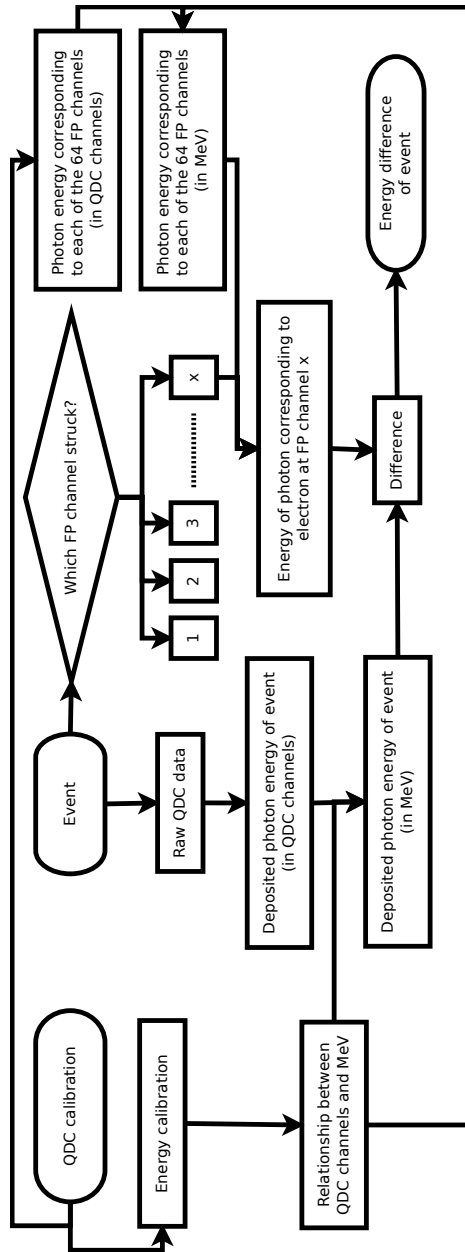 QDC calibration
Energy calibration
Relationship between
QDC channels and MeV
Event
Raw QDC data
Deposited photon energy of event
(in QDC channels)
Deposited photon energy of event
(in MeV)
Which FP channel struck?
1
2
3
x
Energy of photon corresponding to
electron at FP channel x
Difference
Photon energy corresponding
to each of the 64 FP channels
(in QDC channels)
Photon energy corresponding
to each of the 64 FP channels
(in MeV)
Energy difference
of event